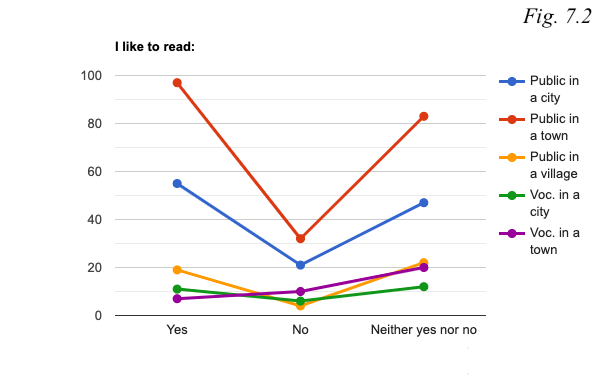 Fig. 7.2
I like to read:
100
80
60
40
20
0
Yes No Neither yes nor no
Public in
a city
Public in
a town
Public in
a village
Voc. in a
city
Voc. in a
town